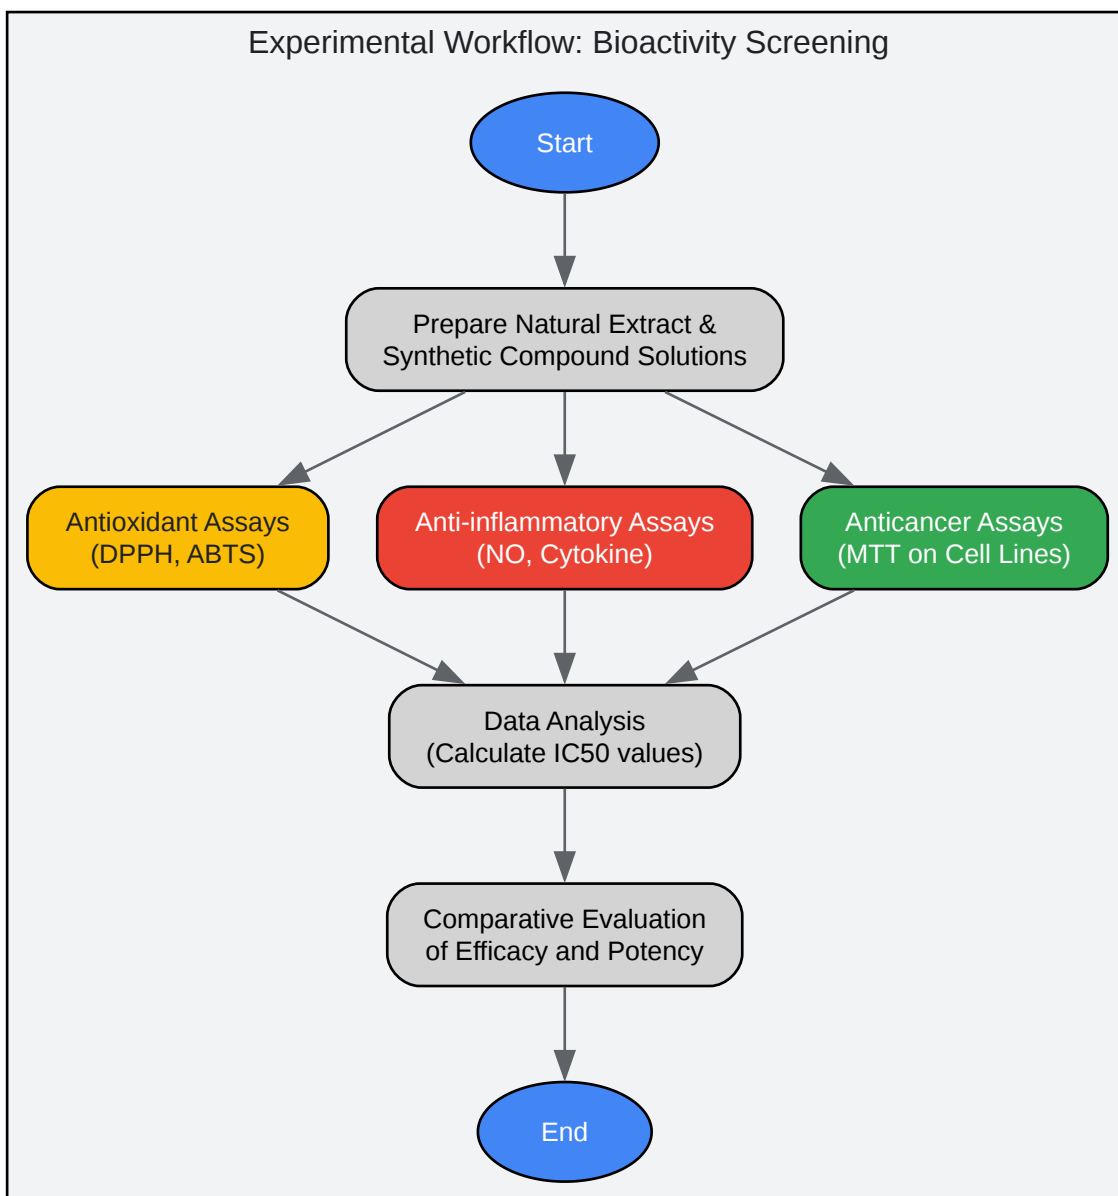 Experimental Workflow: Bioactivity Screening
Start
Prepare Natural Extract &
Synthetic Compound Solutions
Antioxidant Assays
(DPPH, ABTS)
Anti-inflammatory Assays
(NO, Cytokine)
Anticancer Assays
(MTT on Cell Lines)
Data Analysis
(Calculate IC50 values)
Comparative Evaluation
of Efficacy and Potency
End